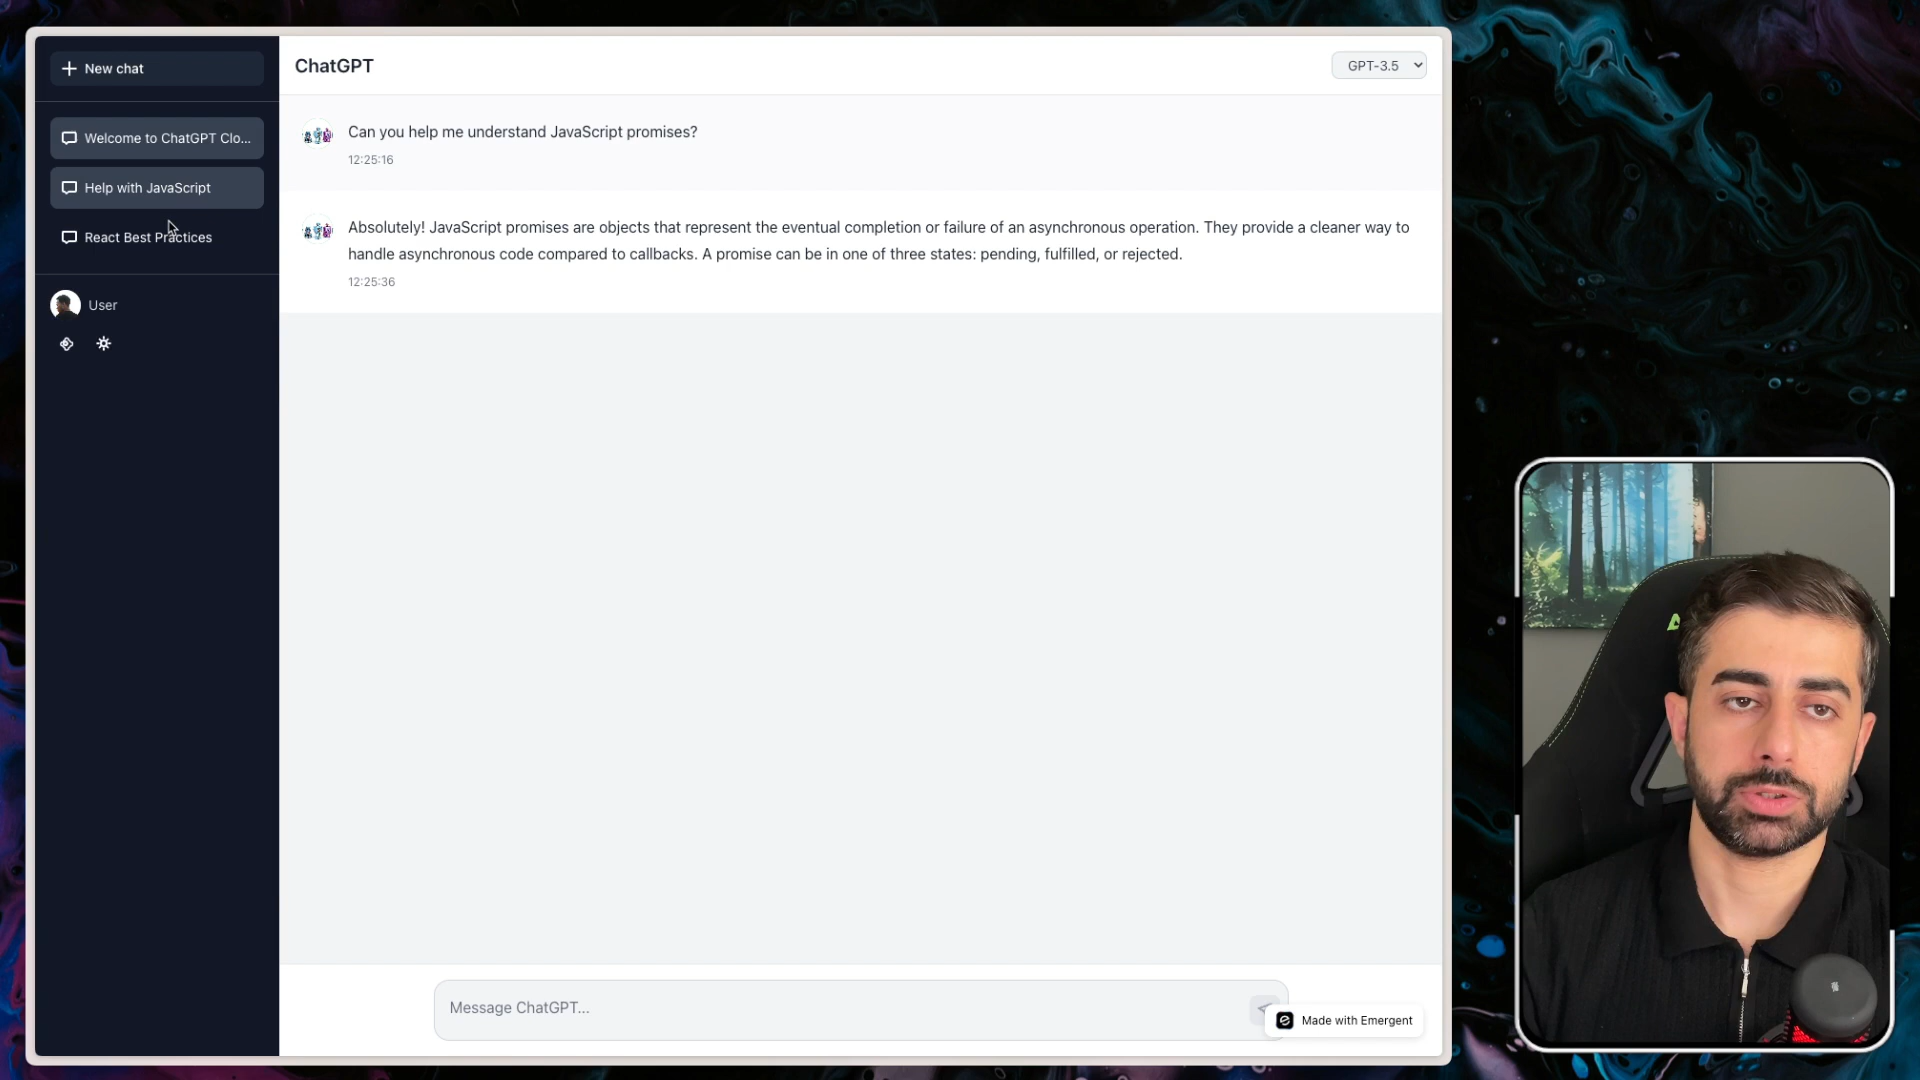 New chat
ChatGPT
GPT-3.5
Welcome to ChatGPT Clo...
Help with JavaScript
React Best Practices
User
Can you help me understand JavaScript promises?
12:25:16
Absolutely! JavaScript promises are objects that represent the eventual completion or failure of an asynchronous operation. They provide a cleaner way to
handle asynchronous code compared to callbacks. A promise can be in one of three states: pending, fulfilled, or rejected.
12:25:36
Message ChatGPT...
Made with Emergent